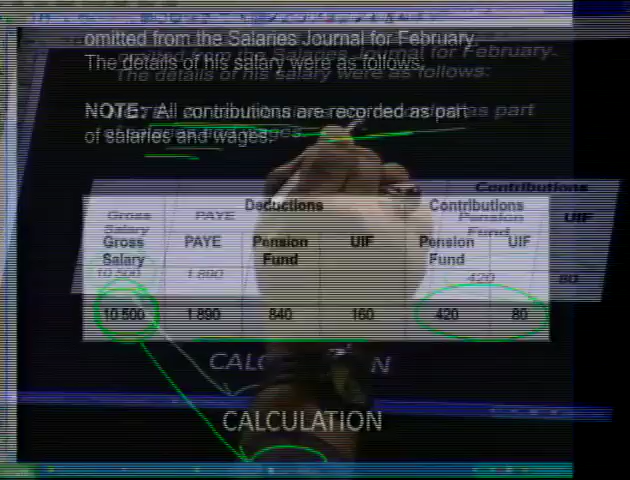 omitted from the Salaries Journal for February.
The details of his salary were as follows.
NOTE: All contributions are recorded as part
of salaries and wages.
Deductions Contributions
Gross Salary PAYE Pension Fund UIF Pension Fund UIF
10 500 1 890 840 160 420 80
CALCULATION